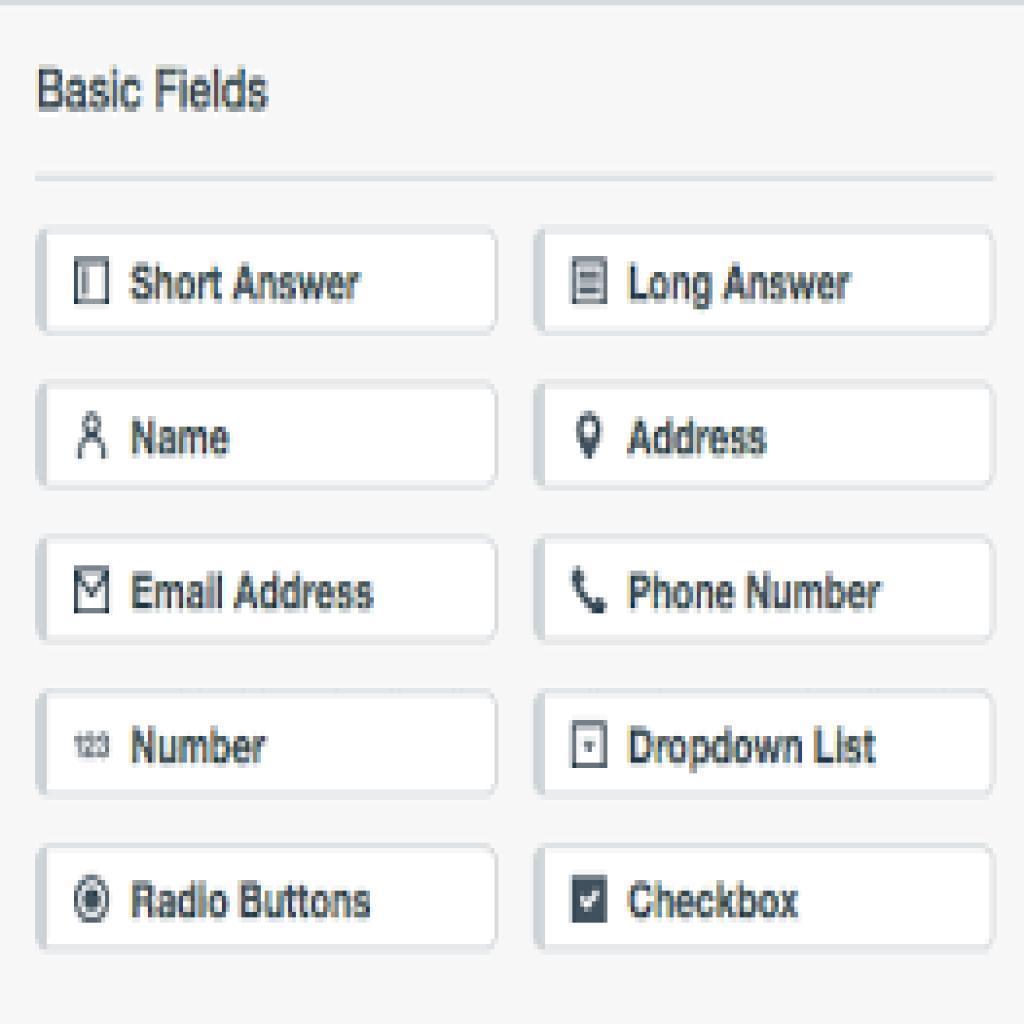 Basic Fields
Short Answer
Long Answer
Name
Address
Email Address
Phone Number
123 Number
Dropdown List
Radio Buttons
Checkbox